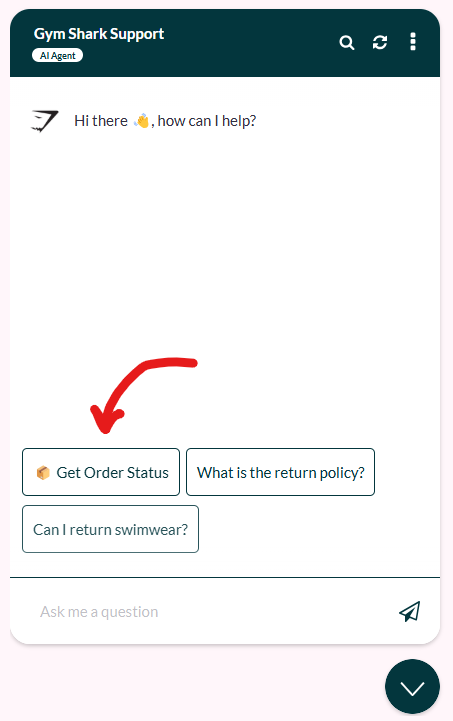 Gym Shark Support
AI Agent
Hi there 👋, how can I help?
📦 Get Order Status
What is the return policy?
Can I return swimwear?
Ask me a question